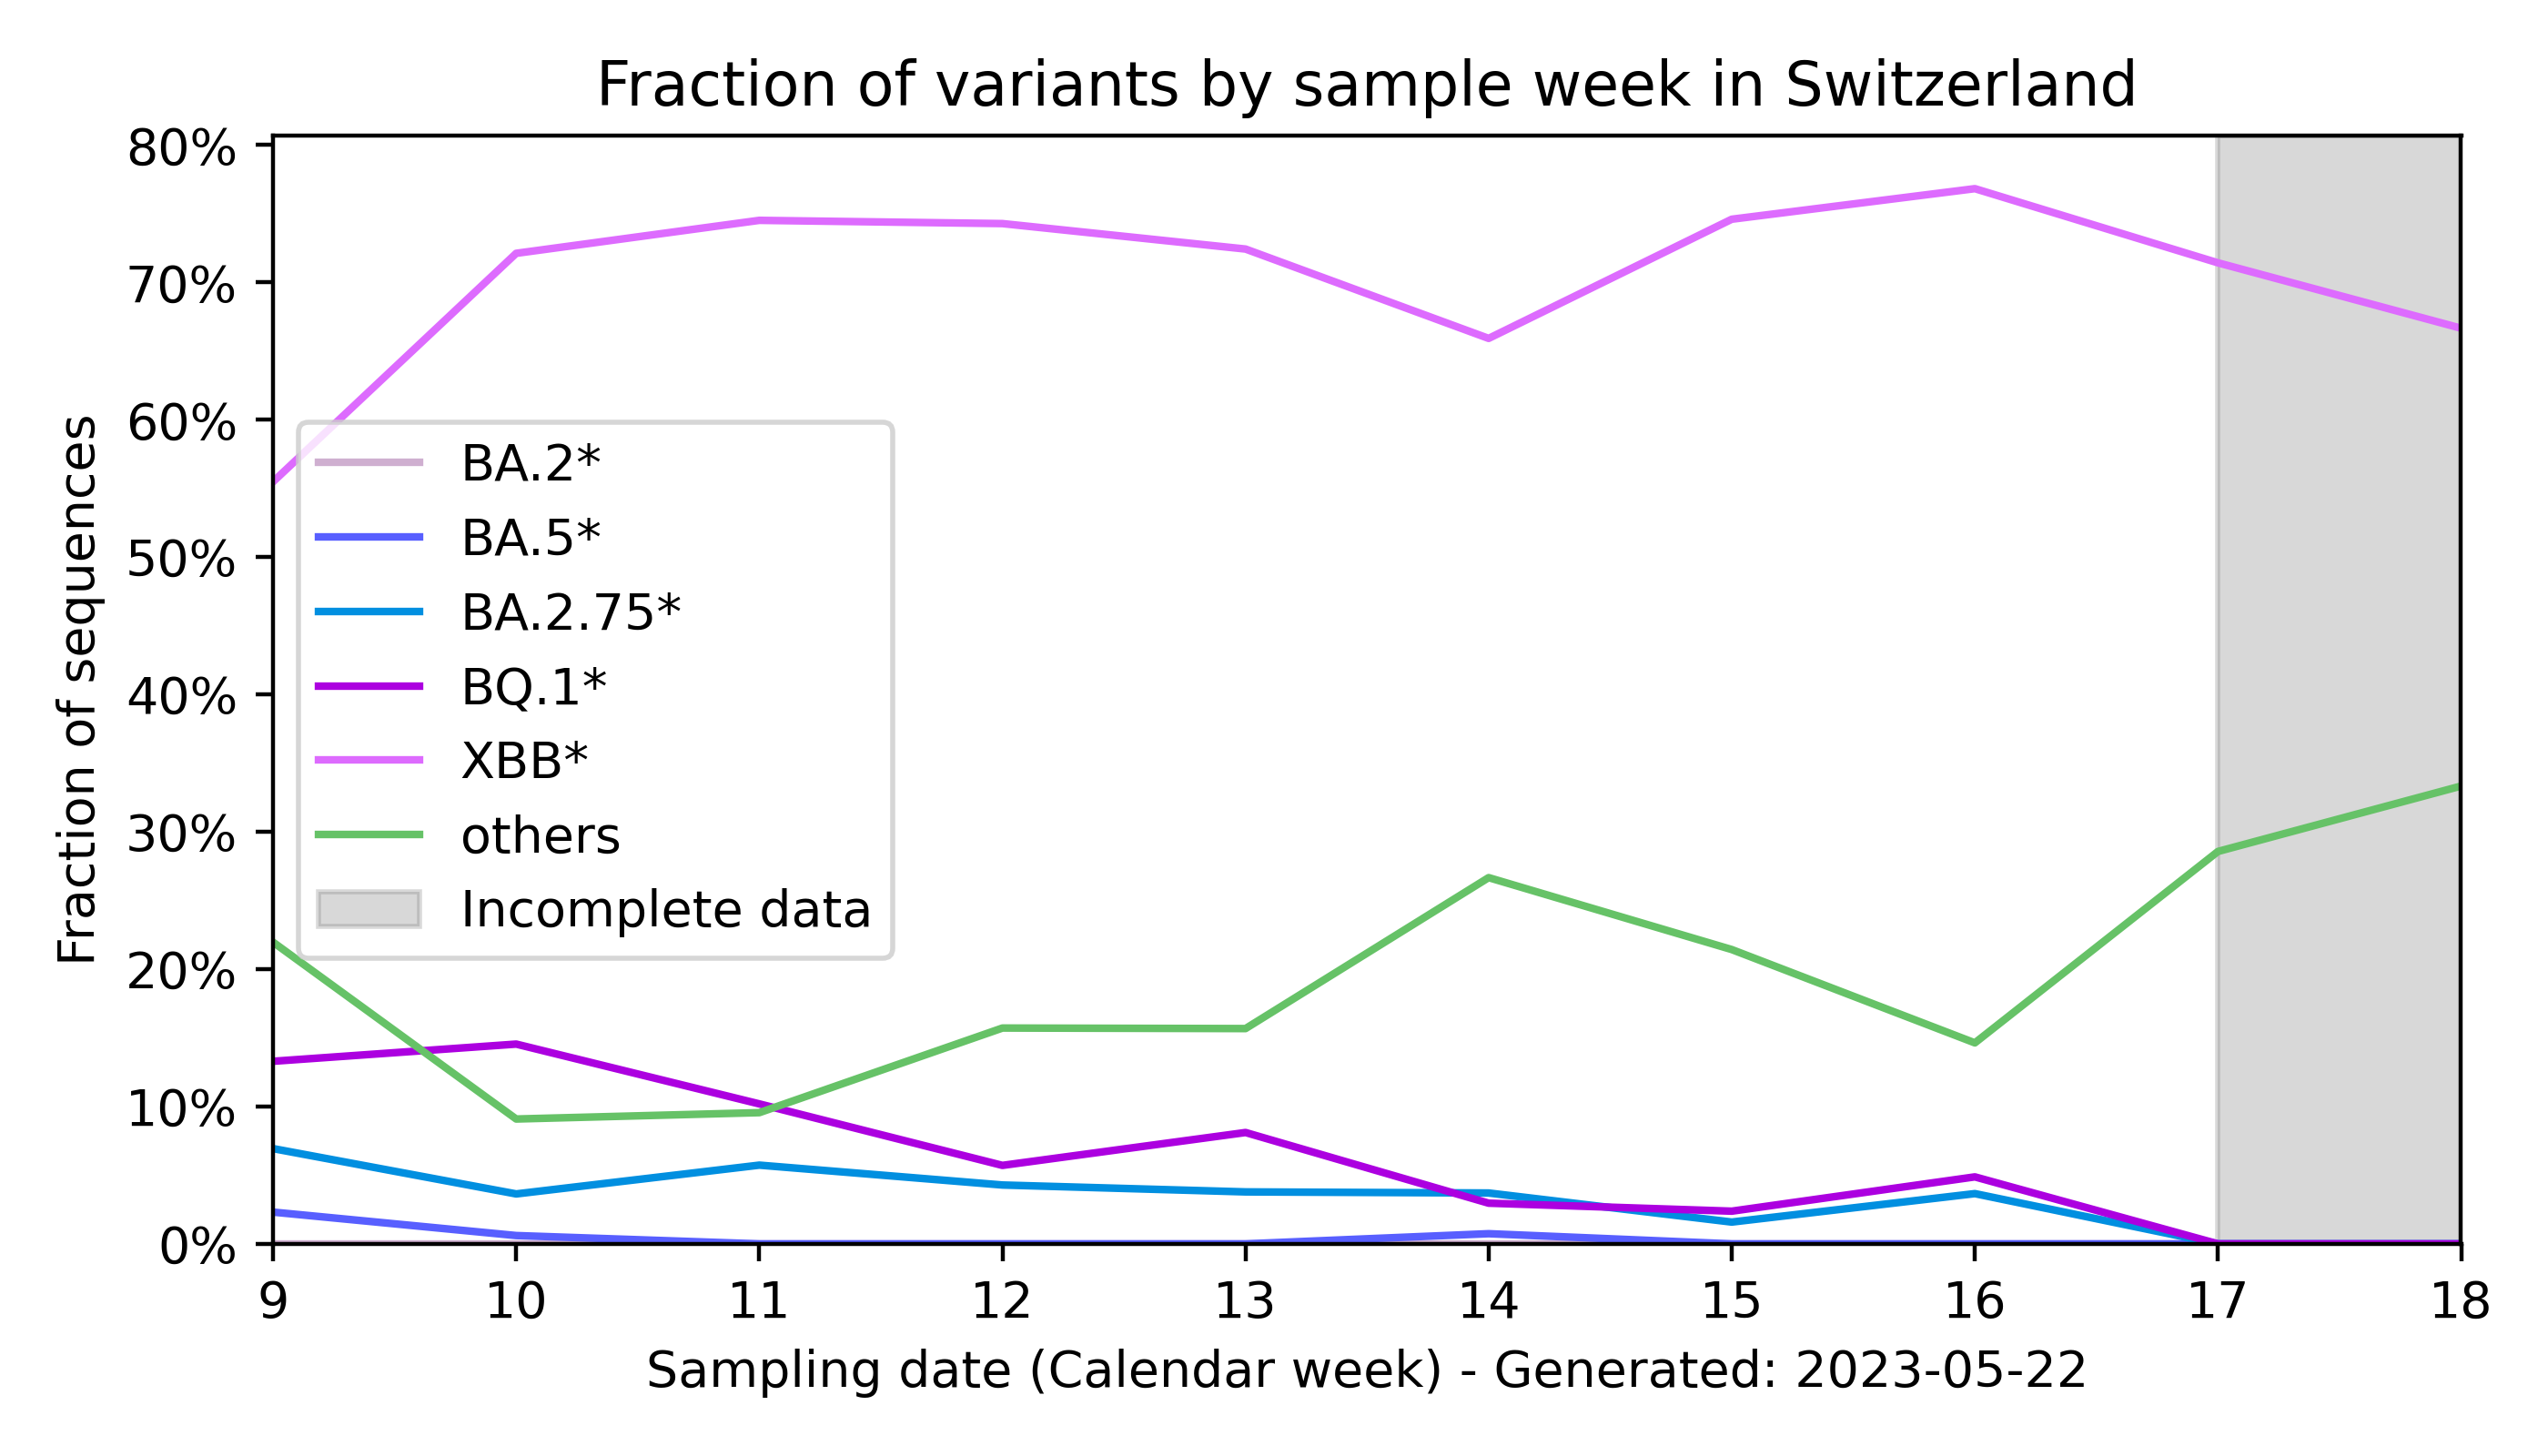 Fraction of variants by sample week in Switzerland
80%
70%
60%
50%
40%
30%
20%
10%
0%
Fraction of sequences
BA.2*
BA.5*
BA.2.75*
BQ.1*
XBB*
others
Incomplete data
9 10 11 12 13 14 15 16 17 18
Sampling date (Calendar week) - Generated: 2023-05-22